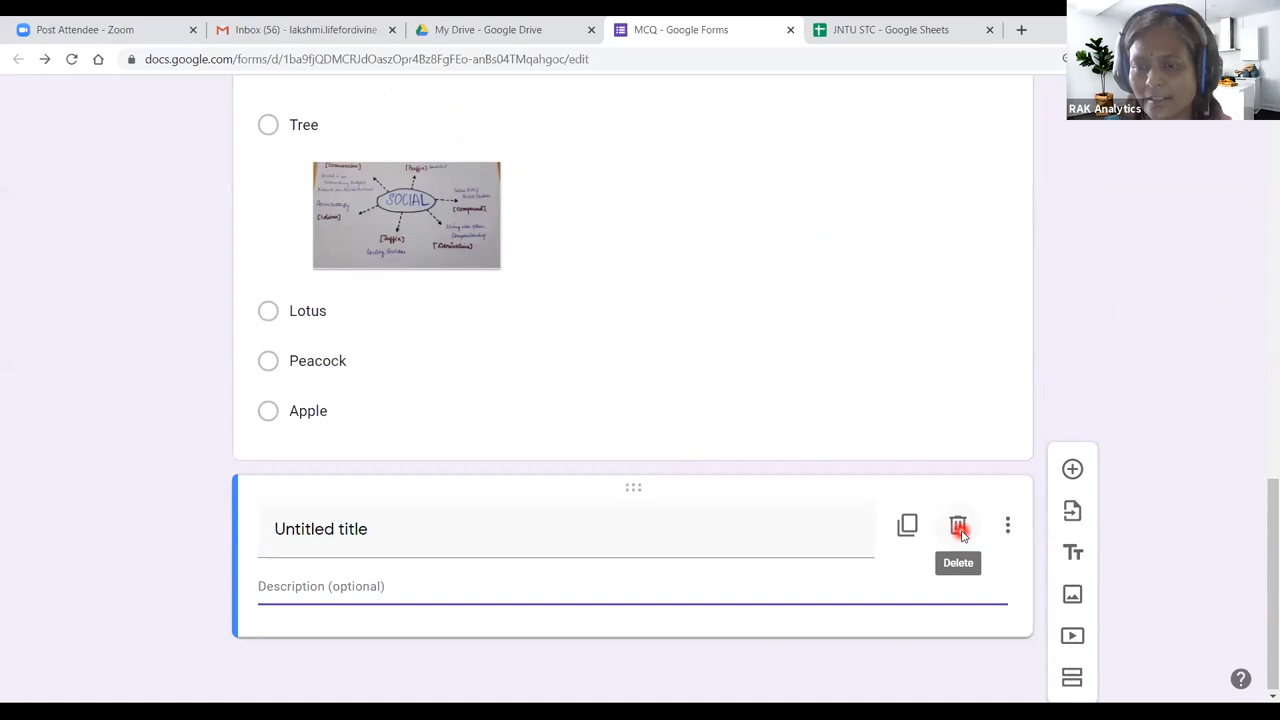 Post Attendee - Zoom
Inbox (56) - lakshmi.lifefordivine
My Drive - Google Drive
MCQ - Google Forms
JNTU STC - Google Sheets
docs.google.com/forms/d/1ba9fjQDMCRJdOaszOpr4Bz8FgFEo-anBs04TMqahgoc/edit
RAK Analytics
Tree
SOCIAL
[Compound]
Lotus
Peacock
Apple
Untitled title
Delete
Description (optional)